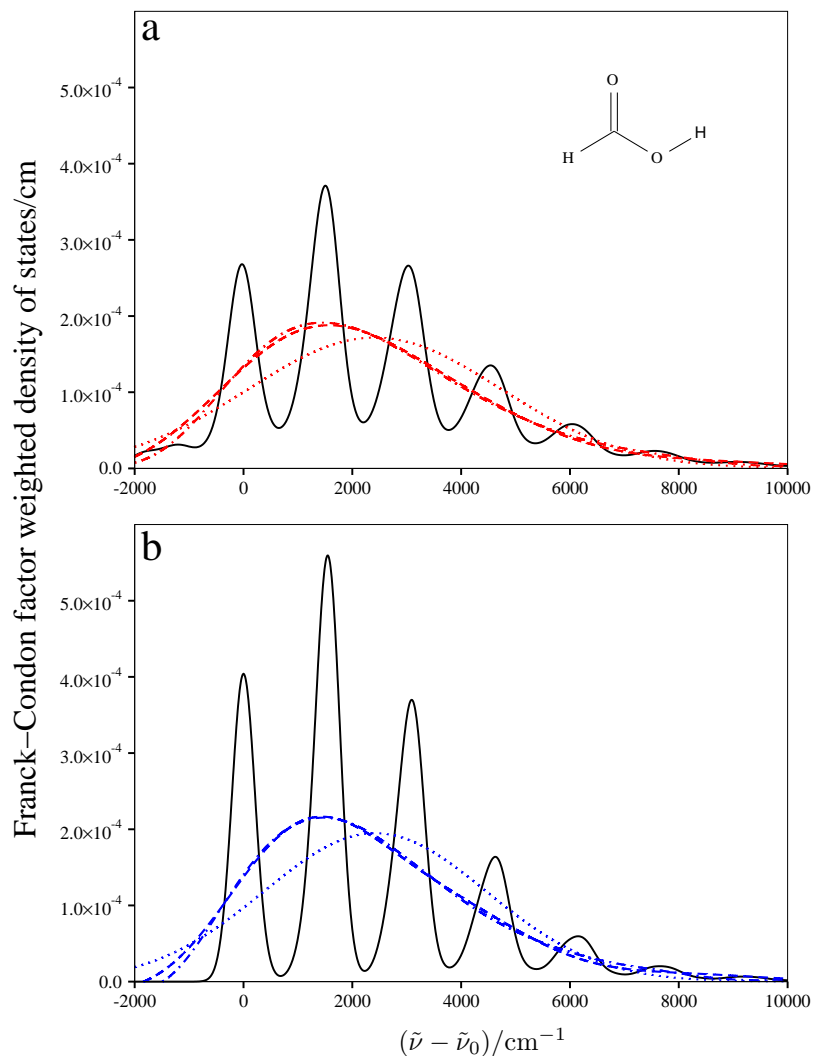 Franck–Condon factor weighted density of states/cm
a
5.0×10⁻⁴
4.0×10⁻⁴
3.0×10⁻⁴
2.0×10⁻⁴
1.0×10⁻⁴
0.0
O
H
O
H
-2000 0 2000 4000 6000 8000 10000
b
5.0×10⁻⁴
4.0×10⁻⁴
3.0×10⁻⁴
2.0×10⁻⁴
1.0×10⁻⁴
0.0
-2000 0 2000 4000 6000 8000 10000
(ν̃ − ν̃₀)/cm⁻¹